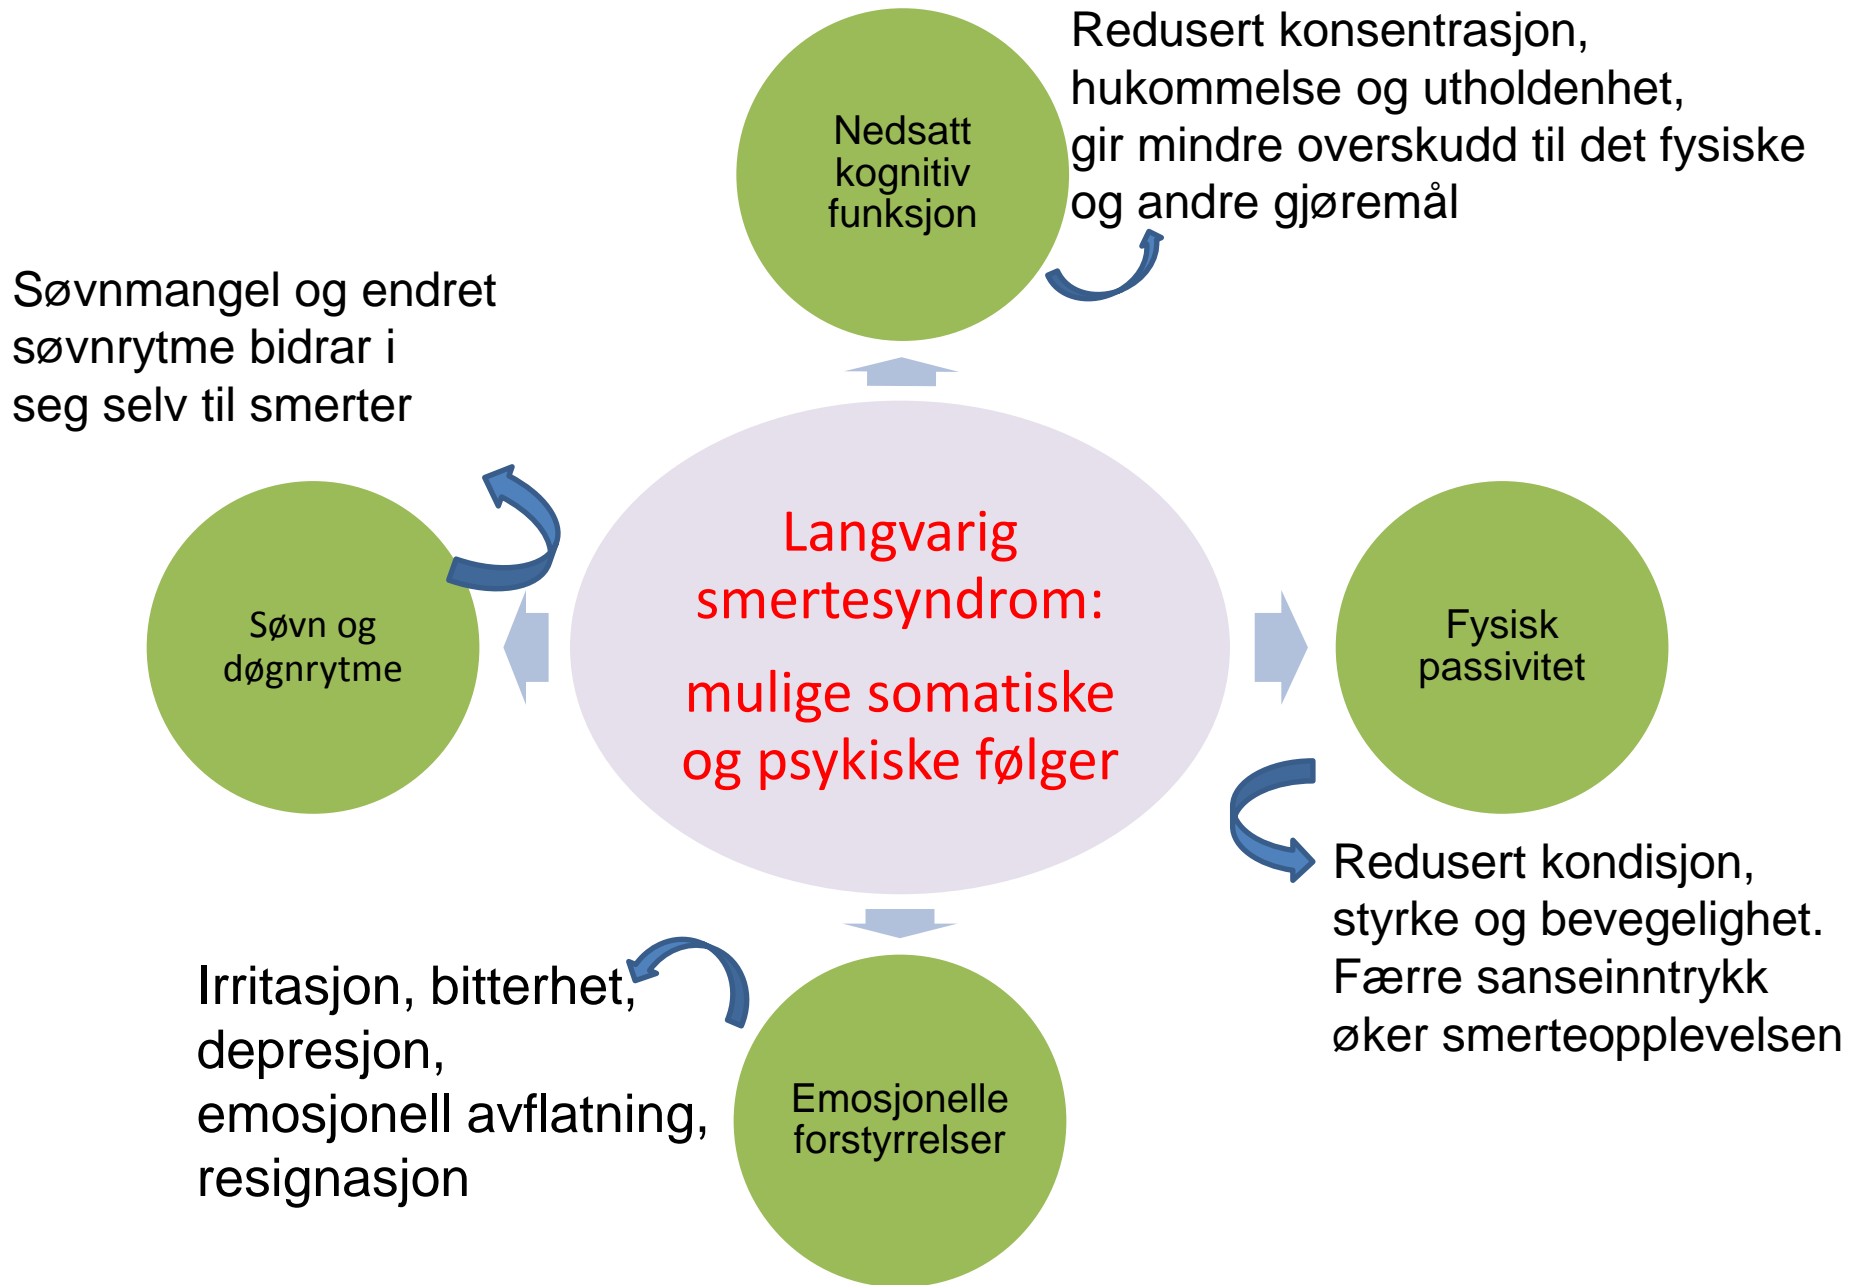 Nedsatt
kognitiv
funksjon
Redusert konsentrasjon,
hukommelse og utholdenhet,
gir mindre overskudd til det fysiske
og andre gjøremål
Søvnmangel og endret
søvnrytme bidrar i
seg selv til smerter
Søvn og
døgnrytme
Langvarig
smertesyndrom:
mulige somatiske
og psykiske følger
Fysisk
passivitet
Redusert kondisjon,
styrke og bevegelighet.
Færre sanseinntrykk
øker smerteopplevelsen
Irritasjon, bitterhet,
depresjon,
emosjonell avflatning,
resignasjon
Emosjonelle
forstyrrelser